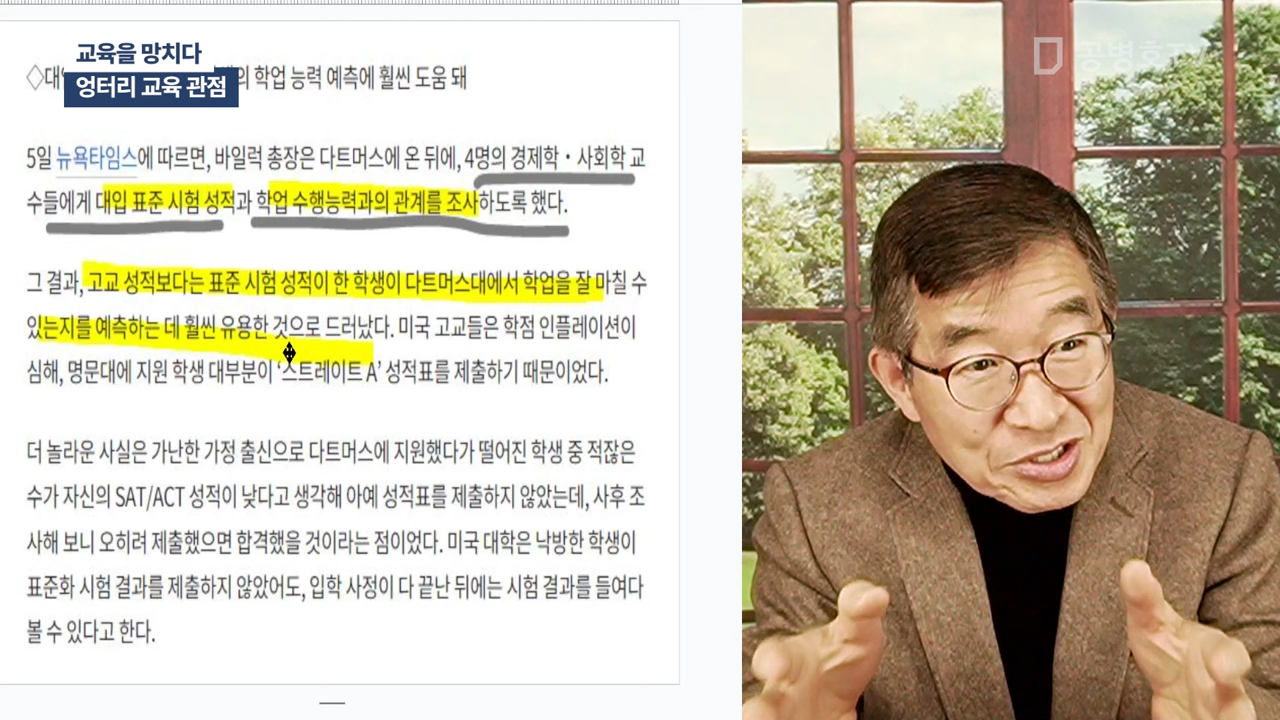 교육을 망치다
엉터리 교육 관점
◇대 의 학업 능력 예측에 훨씬 도움 돼
5일 뉴욕타임스에 따르면, 바일럭 총장은 다트머스에 온 뒤에, 4명의 경제학·사회학 교
수들에게 대입 표준 시험 성적과 학업 수행능력과의 관계를 조사하도록 했다.
그 결과, 고교 성적보다는 표준 시험 성적이 한 학생이 다트머스대에서 학업을 잘 마칠 수
있는지를 예측하는 데 훨씬 유용한 것으로 드러났다. 미국 고교들은 학점 인플레이션이
심해, 명문대에 지원 학생 대부분이 ‘스트레이트 A’ 성적표를 제출하기 때문이었다.
더 놀라운 사실은 가난한 가정 출신으로 다트머스에 지원했다가 떨어진 학생 중 적잖은
수가 자신의 SAT/ACT 성적이 낮다고 생각해 아예 성적표를 제출하지 않았는데, 사후 조
사해 보니 오히려 제출했으면 합격했을 것이라는 점이었다. 미국 대학은 낙방한 학생이
표준화 시험 결과를 제출하지 않았어도, 입학 사정이 다 끝난 뒤에는 시험 결과를 들여다
볼 수 있다고 한다.
공병호TV